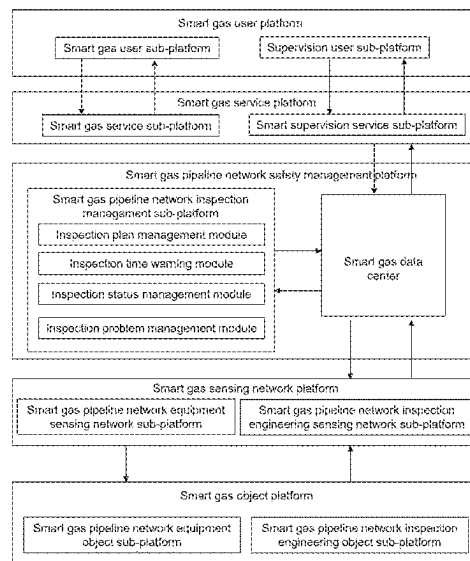 Smart gas user platform
Smart gas user sub-platform
Supervision user sub-platform
Smart gas service platform
Smart gas service sub-platform
Smart supervision service sub-platform
Smart gas pipeline network safety management platform
Smart gas pipeline network inspection
management sub-platform
Inspection plan management module
Inspection time warning module
Inspection status management module
Inspection problem management module
Smart gas data
center
Smart gas sensing network platform
Smart gas pipeline network equipment
sensing network sub-platform
Smart gas pipeline network inspection
engineering sensing network sub-platform
Smart gas object platform
Smart gas pipeline network equipment
object sub-platform
Smart gas pipeline network inspection
engineering object sub-platform